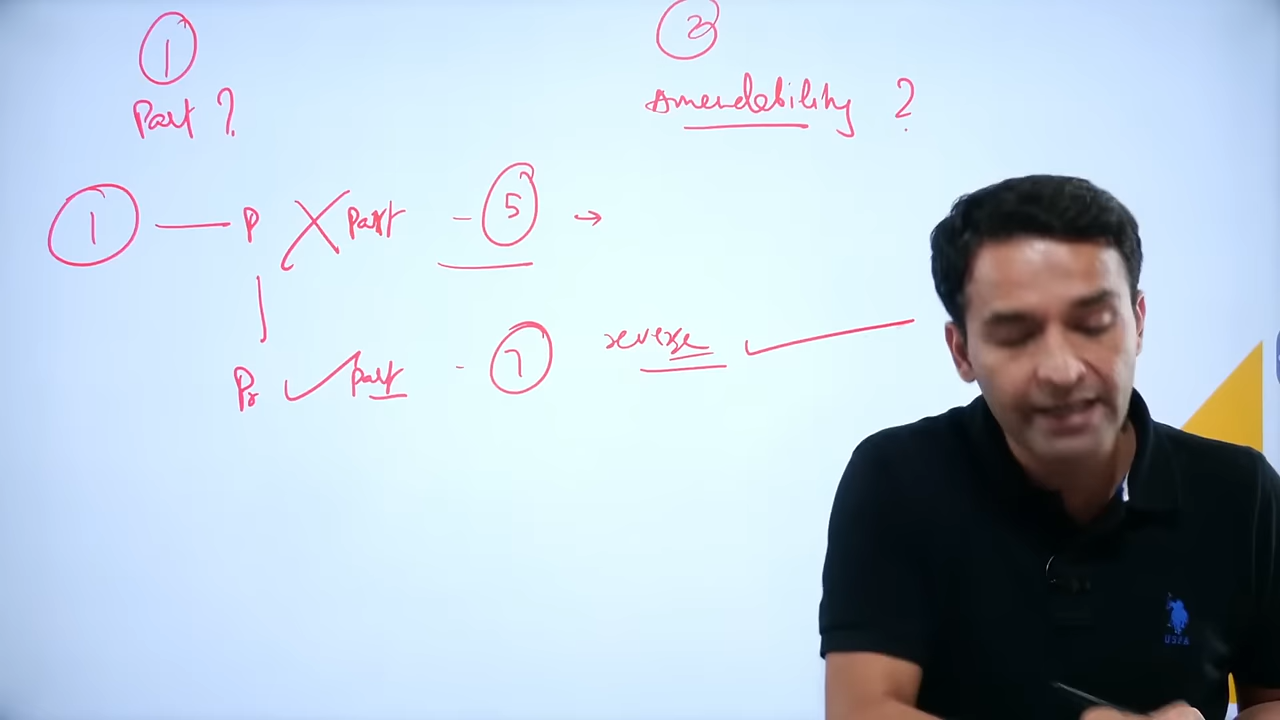 ① ②
Part ? Amendability ?
① — P X Part - ⑤ →
Pr ✓ Part - ⑦ reverse ✓